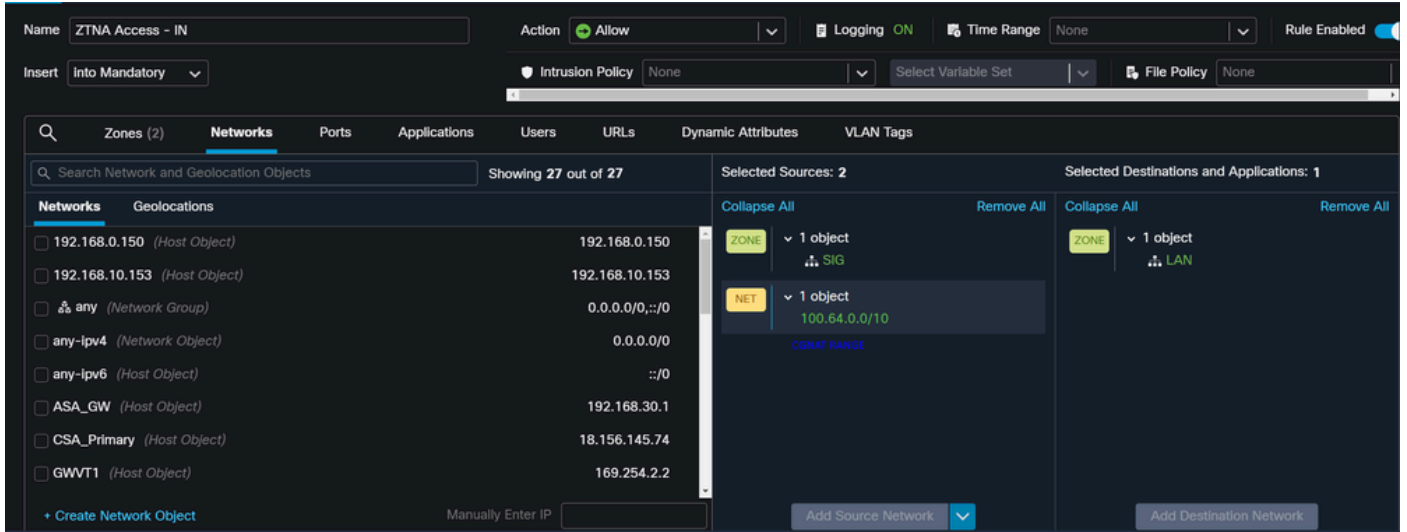 Name ZTNA Access - IN Action Allow Logging ON Time Range None Rule Enabled
Insert into Mandatory Intrusion Policy None Select Variable Set File Policy None
Zones (2) Networks Ports Applications Users URLs Dynamic Attributes VLAN Tags
Search Network and Geolocation Objects Showing 27 out of 27 Selected Sources: 2 Selected Destinations and Applications: 1
Networks Geolocations Collapse All Remove All Collapse All Remove All
192.168.0.150 (Host Object) 192.168.0.150 ZONE 1 object ZONE 1 object
SIG LAN
192.168.10.153 (Host Object) 192.168.10.153
any (Network Group) 0.0.0.0/0,::/0 NET 1 object
100.64.0.0/10
any-ipv4 (Network Object) 0.0.0.0/0 CGNAT RANGE
any-ipv6 (Host Object) ::/0
ASA_GW (Host Object) 192.168.30.1
CSA_Primary (Host Object) 18.156.145.74
GWVT1 (Host Object) 169.254.2.2
+ Create Network Object Manually Enter IP Add Source Network Add Destination Network